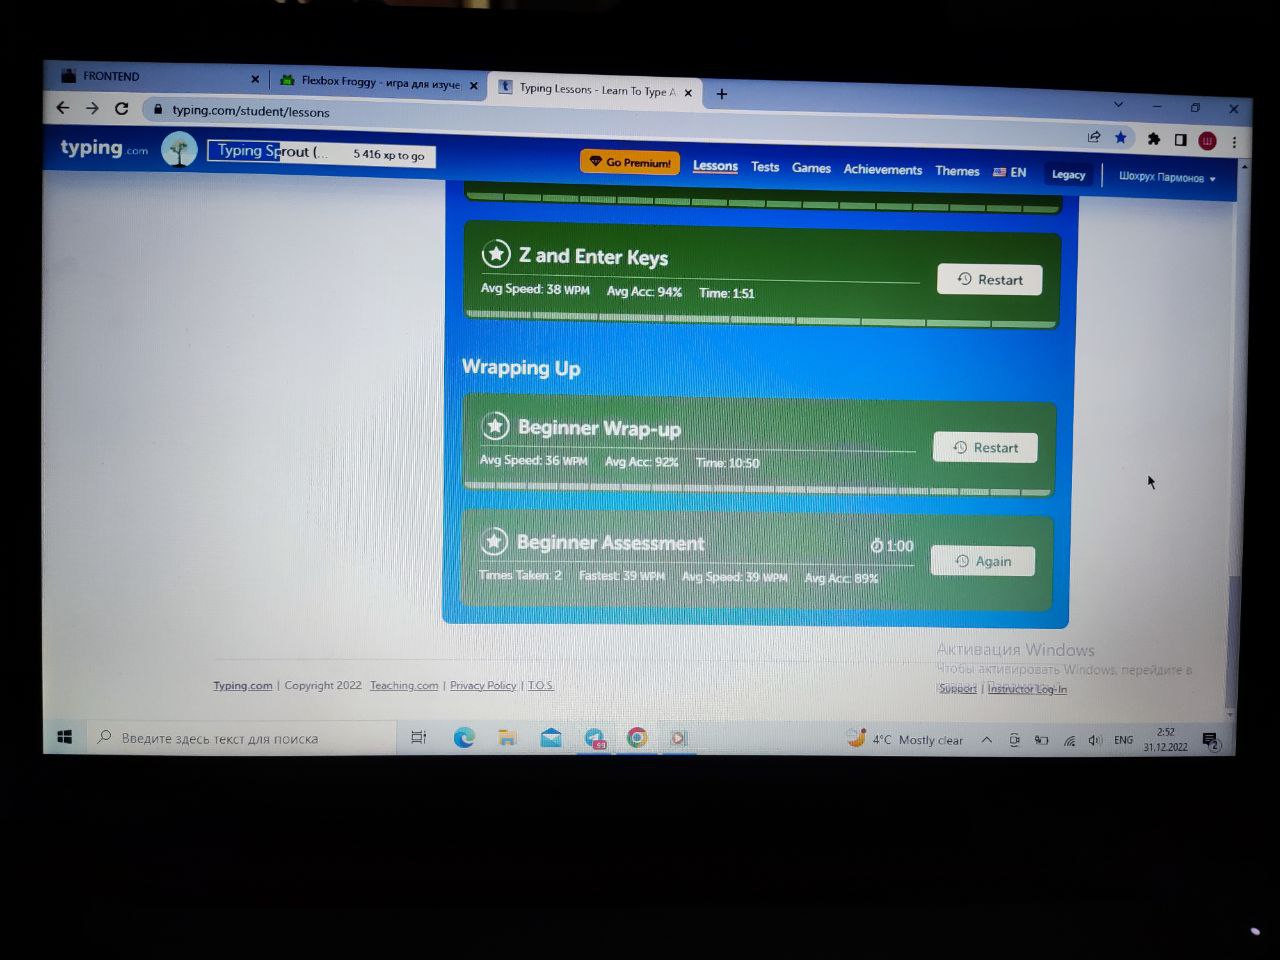 FRONTEND
Flexbox Froggy - игра для изуче
Typing Lessons - Learn To Type A
typing.com/student/lessons
typing.com
Typing Sprout (... 5 416 xp to go
Go Premium! Lessons Tests Games Achievements Themes EN Legacy Шохрух Пармонов
Z and Enter Keys
Restart
Avg Speed: 38 WPM Avg Acc: 94% Time: 1:51
Wrapping Up
Beginner Wrap-up
Restart
Avg Speed: 36 WPM Avg Acc: 92% Time: 10:50
Beginner Assessment 1:00
Again
Times Taken: 2 Fastest: 39 WPM Avg Speed: 39 WPM Avg Acc: 89%
Активация Windows
Чтобы активировать Windows, перейдите в
Typing.com | Copyright 2022 Teaching.com | Privacy Policy | T.O.S.
Support | Instructor Log-In
Введите здесь текст для поиска
99
4°C Mostly clear
ENG
2:52
31.12.2022
2